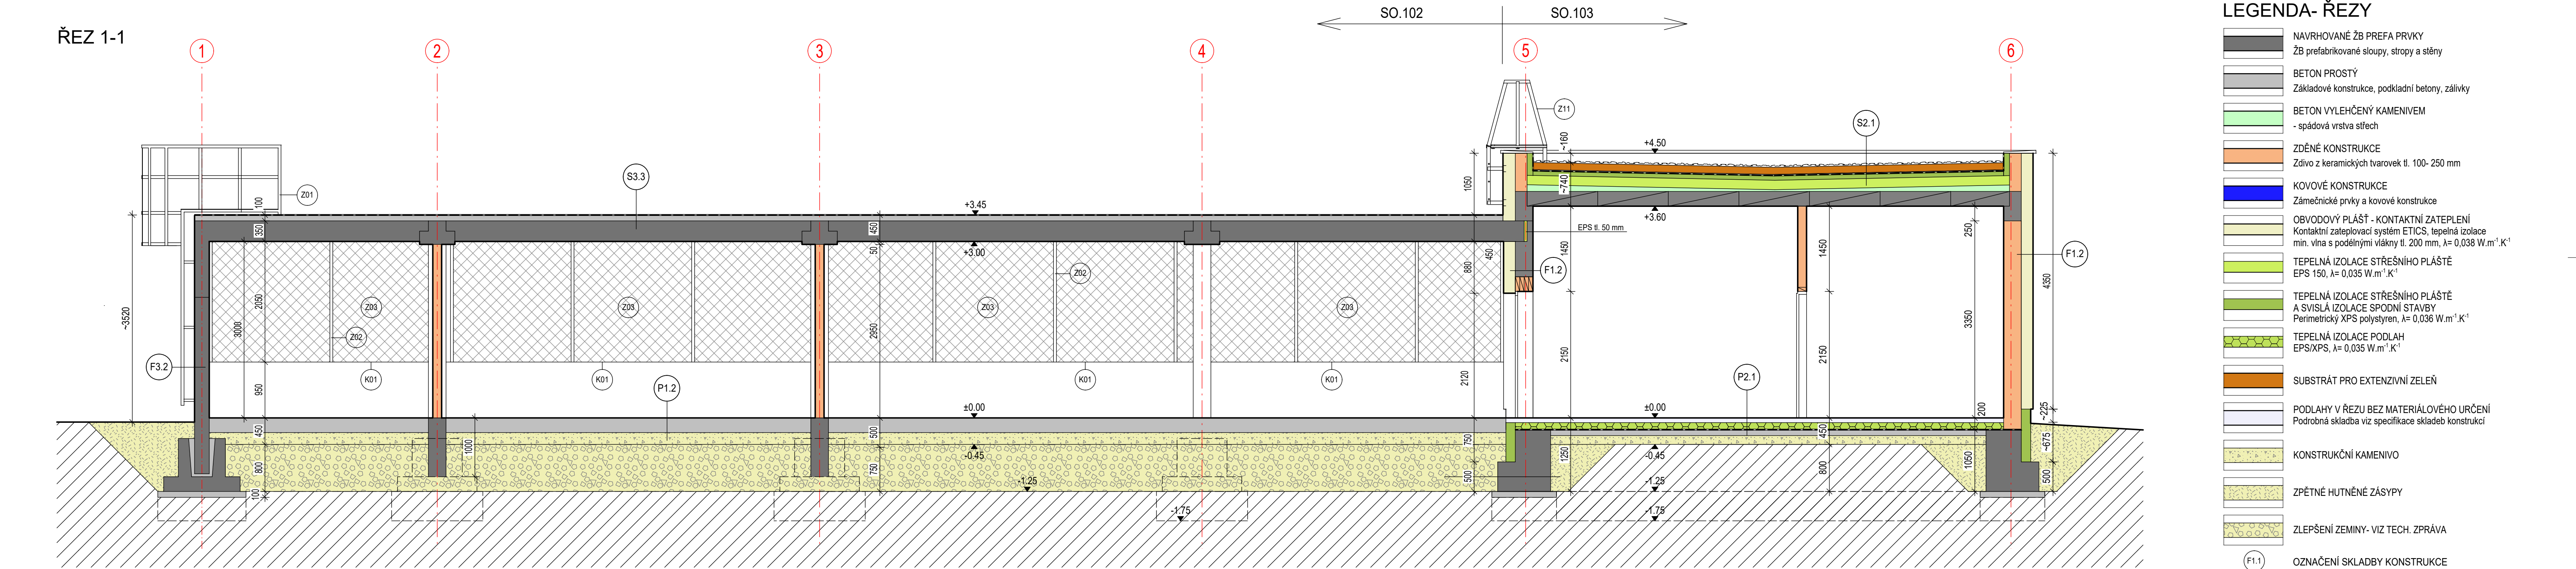 ŘEZ 1-1
SO.102
SO.103
1
2
3
4
5
6
Z11
~160
+4.50
S2.1
S3.3
Z01
100
350
+3.45
450
50
+3.00
1050
~740
+3.60
EPS tl. 50 mm
450
1450
1450
250
F1.2
F1.2
880
4350
~3520
3000
2050
Z03
Z02
Z03
2950
Z03
Z02
Z03
3350
F3.2
950
K01
K01
P1.2
K01
K01
2120
2150
2150
P2.1
±0.00
±0.00
200
~225
450
1000
500
750
450
~675
-0.45
-0.45
800
750
1250
800
1050
100
-1.25
500
-1.25
500
-1.75
-1.75
LEGENDA- ŘEZY
NAVRHOVANÉ ŽB PREFA PRVKY
ŽB prefabrikované sloupy, stropy a stěny
BETON PROSTÝ
Základové konstrukce, podkladní betony, zálivky
BETON VYLEHČENÝ KAMENIVEM
- spádová vrstva střech
ZDĚNÉ KONSTRUKCE
Zdivo z keramických tvarovek tl. 100- 250 mm
KOVOVÉ KONSTRUKCE
Zámečnické prvky a kovové konstrukce
OBVODOVÝ PLÁŠŤ - KONTAKTNÍ ZATEPLENÍ
Kontaktní zateplovací systém ETICS, tepelná izolace
min. vlna s podélnými vlákny tl. 200 mm, λ= 0,038 W.m⁻¹.K⁻¹
TEPELNÁ IZOLACE STŘEŠNÍHO PLÁŠTĚ
EPS 150, λ= 0,035 W.m⁻¹.K⁻¹
TEPELNÁ IZOLACE STŘEŠNÍHO PLÁŠTĚ
A SVISLÁ IZOLACE SPODNÍ STAVBY
Perimetrický XPS polystyren, λ= 0,036 W.m⁻¹.K⁻¹
TEPELNÁ IZOLACE PODLAH
EPS/XPS, λ= 0,035 W.m⁻¹.K⁻¹
SUBSTRÁT PRO EXTENZIVNÍ ZELEŇ
PODLAHY V ŘEZU BEZ MATERIÁLOVÉHO URČENÍ
Podrobná skladba viz specifikace skladeb konstrukcí
KONSTRUKČNÍ KAMENIVO
ZPĚTNÉ HUTNĚNÉ ZÁSYPY
ZLEPŠENÍ ZEMINY- VIZ TECH. ZPRÁVA
F1.1
OZNAČENÍ SKLADBY KONSTRUKCE